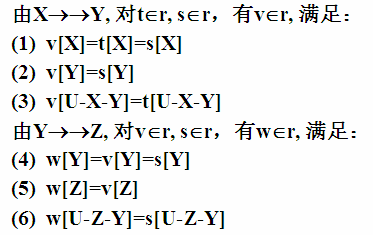 由X→→Y, 对t∈r, s∈r，有v∈r, 满足：
(1) v[X]=t[X]=s[X]
(2) v[Y]=s[Y]
(3) v[U-X-Y]=t[U-X-Y]
由Y→→Z, 对v∈r, s∈r，有w∈r, 满足：
(4) w[Y]=v[Y]=s[Y]
(5) w[Z]=v[Z]
(6) w[U-Z-Y]=s[U-Z-Y]